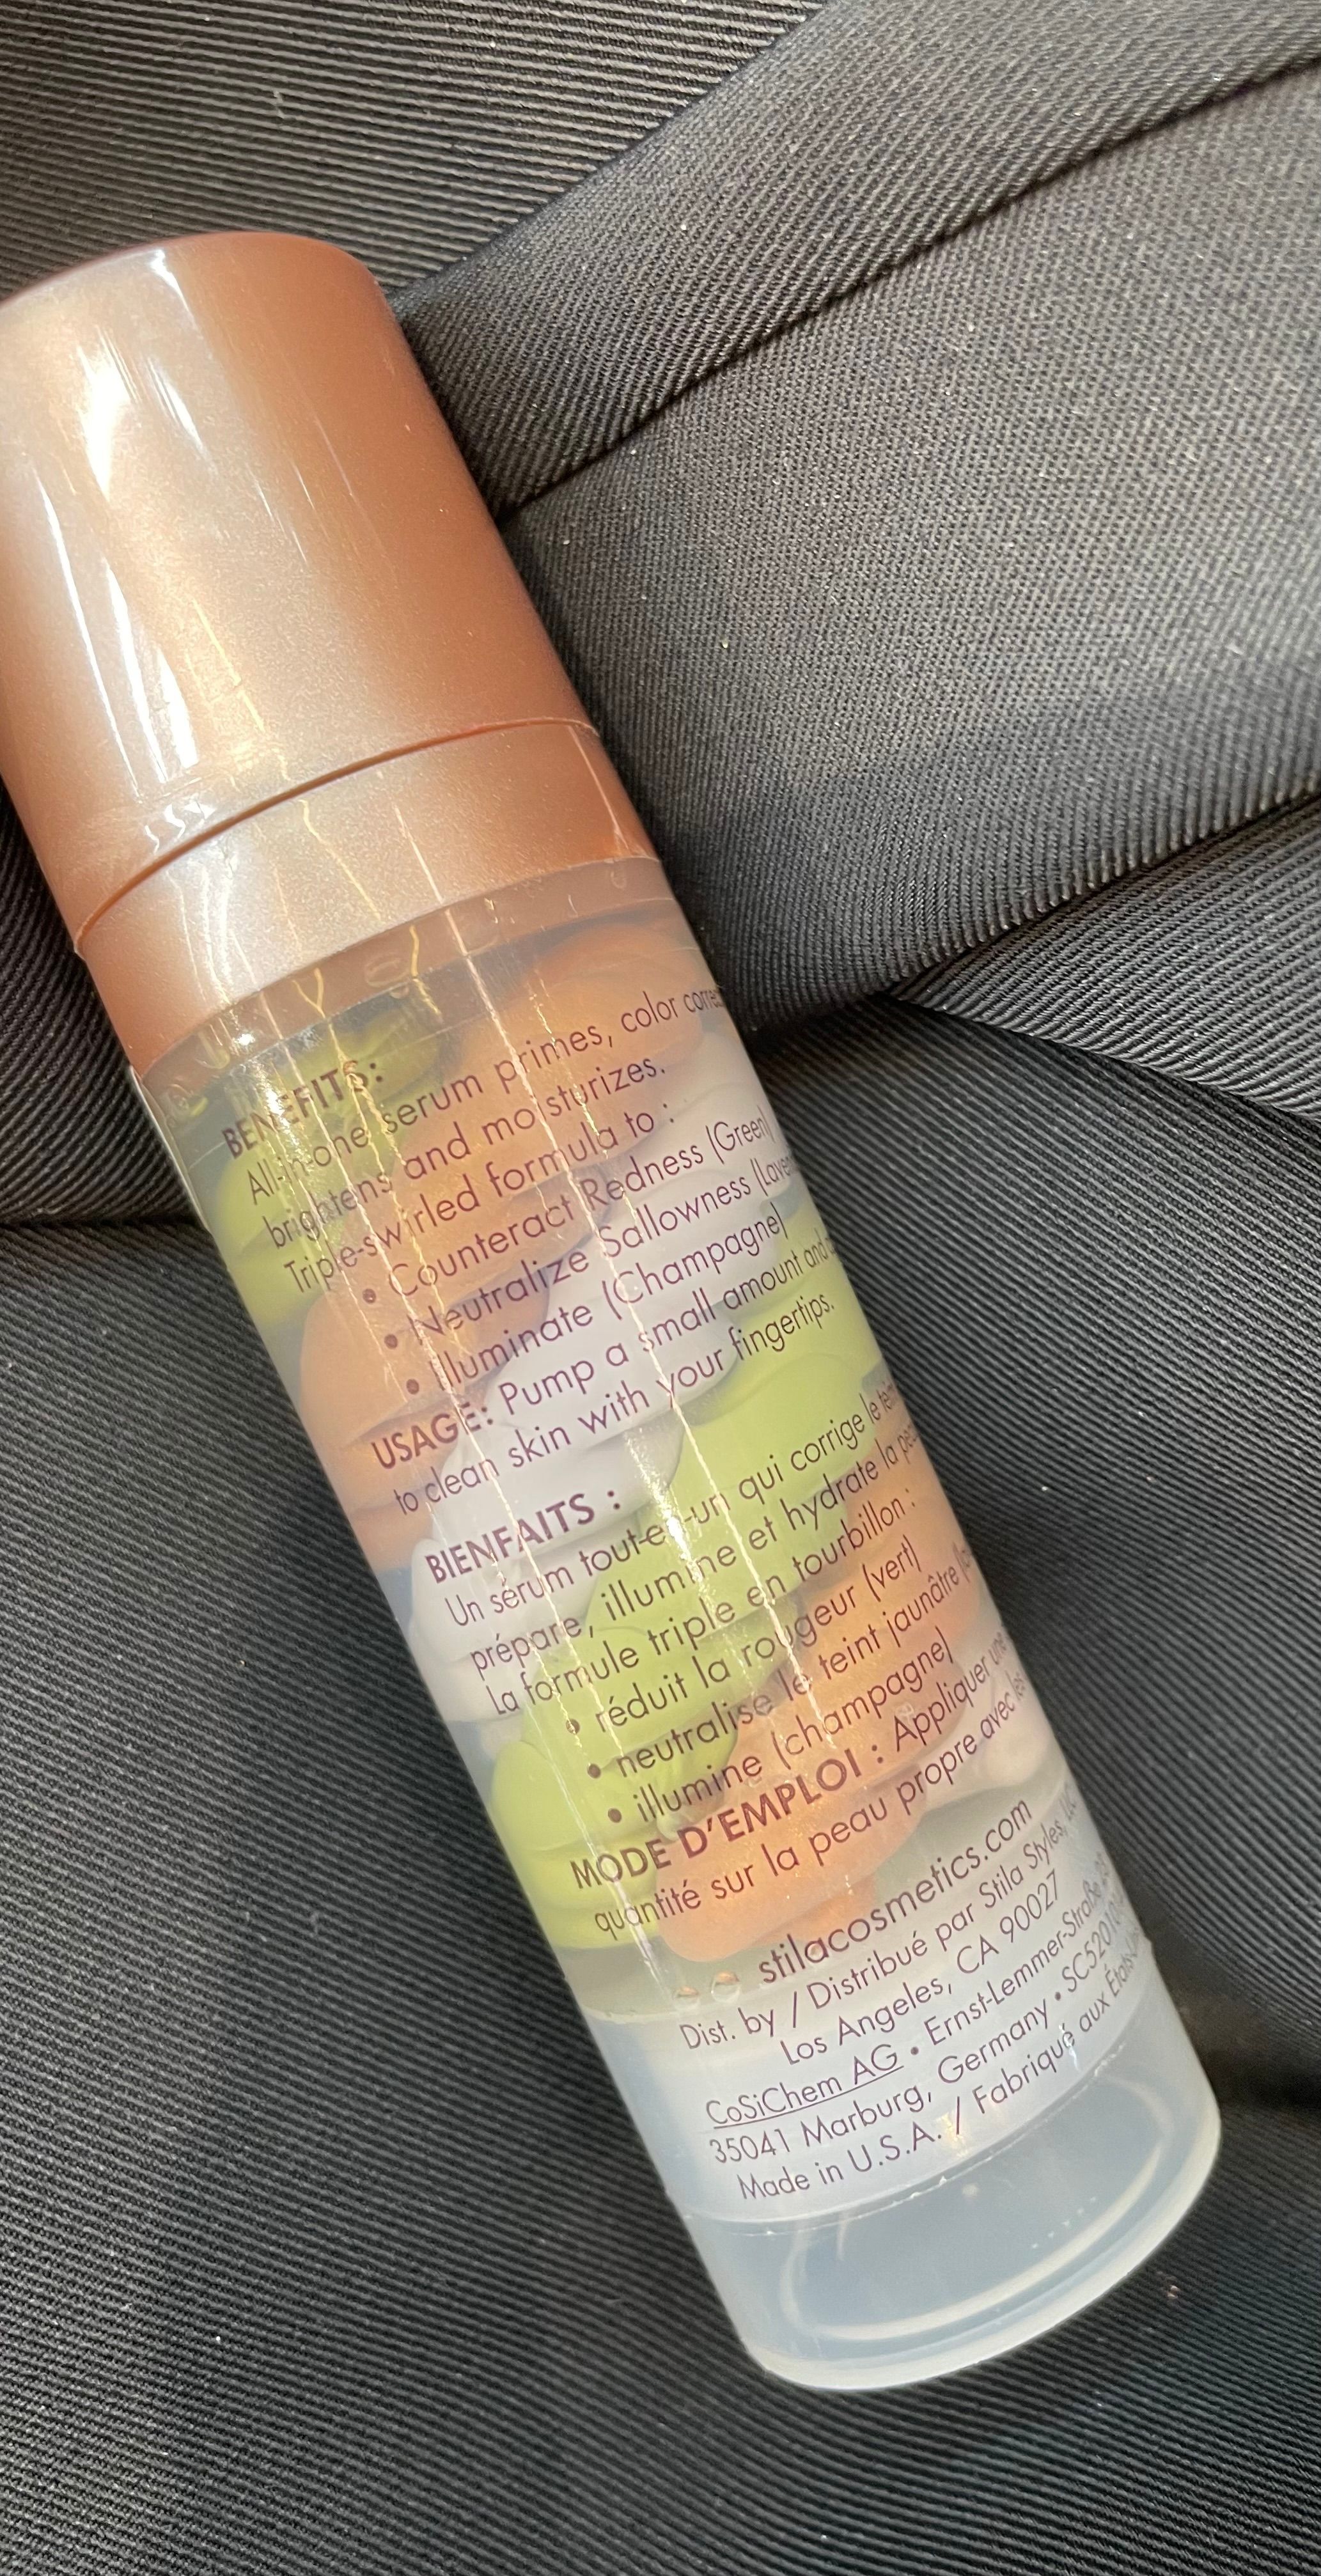 BENEFITS:
All-in-one serum primes, color
brightens and moisturizes.
Triple-swirled formula to :
• Counteract Redness (Green)
• Neutralize Sallowness
• Illuminate (Champagne)
USAGE: Pump a small amount and
to clean skin with your fingertips.
BIENFAITS :
Un sérum tout-en-un qui corrige le
prépare, illumine et hydrate la
La formule triple en tourbillon :
• réduit la rougeur (vert)
• neutralise le teint jaunâtre
• illumine (champagne)
MODE D'EMPLOI : Appliquer une
quantité sur la peau propre avec
stilacosmetics.com
Dist. by / Distribué par Stila Styles,
Los Angeles, CA 90027
CoSiChem AG • Ernst-Lemmer-Straße
35041 Marburg, Germany •
Made in U.S.A. / Fabriqué aux